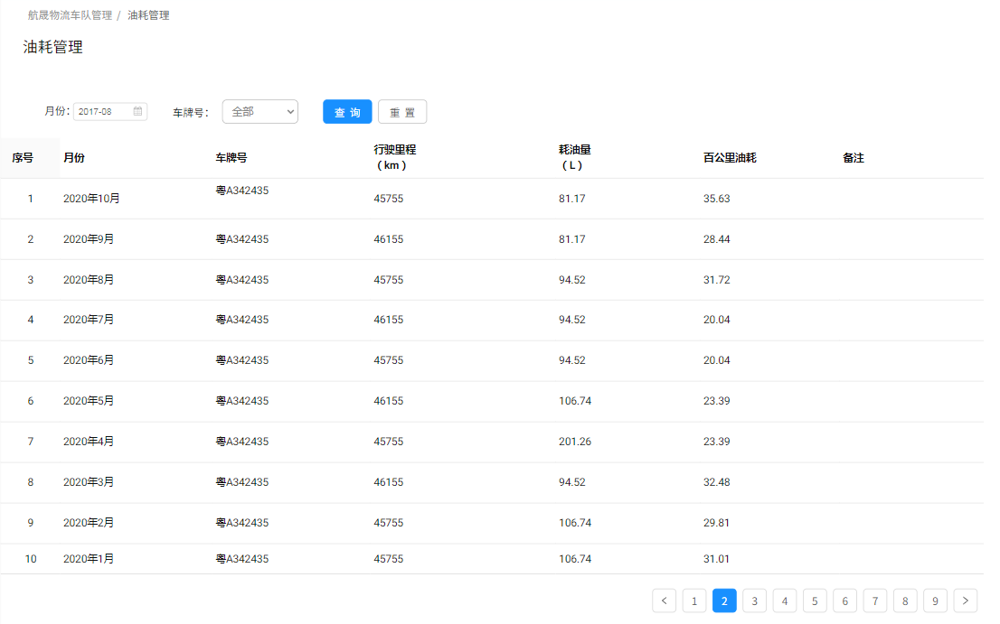 航晟物流车队管理 / 油耗管理
油耗管理
月份: 2017-08 车牌号: 全部 查 询 重 置
序号 月份 车牌号 行驶里程（km） 耗油量（L） 百公里油耗 备注
1 2020年10月 粤A342435 45755 81.17 35.63
2 2020年9月 粤A342435 46155 81.17 28.44
3 2020年8月 粤A342435 45755 94.52 31.72
4 2020年7月 粤A342435 46155 94.52 20.04
5 2020年6月 粤A342435 45755 94.52 20.04
6 2020年5月 粤A342435 46155 106.74 23.39
7 2020年4月 粤A342435 45755 201.26 23.39
8 2020年3月 粤A342435 46155 94.52 32.48
9 2020年2月 粤A342435 45755 106.74 29.81
10 2020年1月 粤A342435 45755 106.74 31.01
< 1 2 3 4 5 6 7 8 9 >